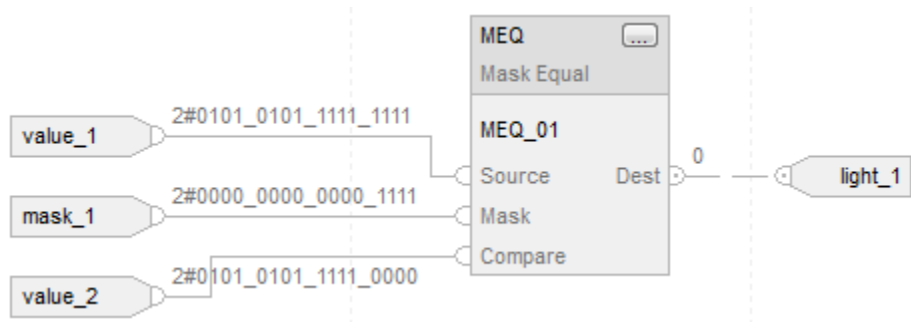 MEQ
...
Mask Equal
2#0101_0101_1111_1111
value_1
MEQ_01
0
Source
Dest
light_1
2#0000_0000_0000_1111
mask_1
Mask
Compare
2#0101_0101_1111_0000
value_2